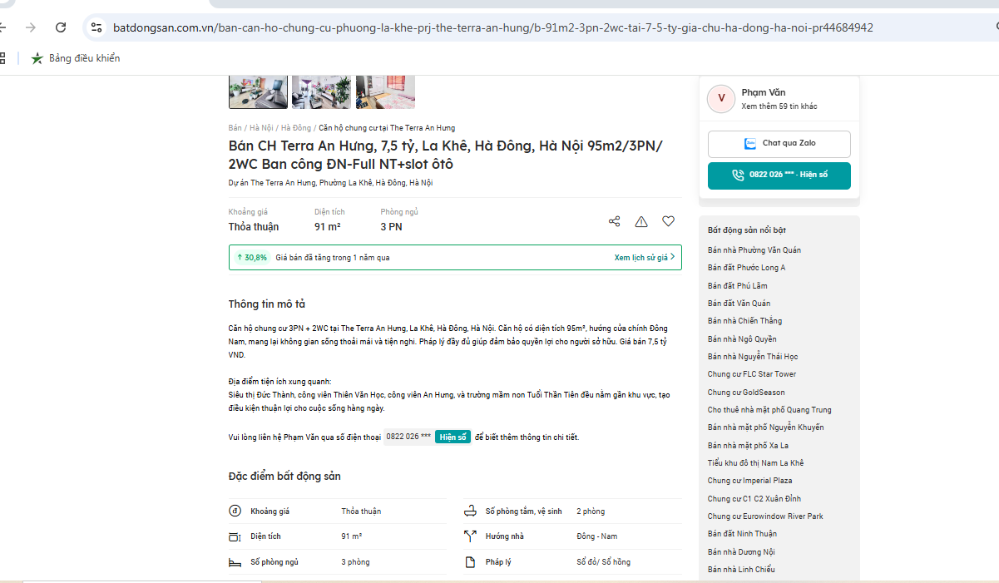 batdongsan.com.vn/ban-can-ho-chung-cu-phuong-la-khe-prj-the-terra-an-hung/b-91m2-3pn-2wc-tai-7-5-ty-gia-chu-ha-dong-ha-noi-pr44684942
Bảng điều khiển
Bán / Hà Nội / Hà Đông / Căn hộ chung cư tại The Terra An Hưng
Bán CH Terra An Hưng, 7,5 tỷ, La Khê, Hà Đông, Hà Nội 95m2/3PN/
2WC Ban công ĐN-Full NT+slot ôtô
Dự án The Terra An Hưng, Phường La Khê, Hà Đông, Hà Nội
Khoảng giá Diện tích Phòng ngủ
Thỏa thuận 91 m² 3 PN
30,8% Giá bán đã tăng trong 1 năm qua Xem lịch sử giá
Thông tin mô tả
Căn hộ chung cư 3PN + 2WC tại The Terra An Hưng, La Khê, Hà Đông, Hà Nội. Căn hộ có diện tích 95m², hướng cửa chính Đông
Nam, mang lại không gian sống thoải mái và tiện nghi. Pháp lý đầy đủ giúp đảm bảo quyền lợi cho người sở hữu. Giá bán 7,5 tỷ
VND.
Địa điểm tiện ích xung quanh:
Siêu thị Đức Thành, công viên Thiên Văn Học, công viên An Hưng, và trường mầm non Tuổi Thần Tiên đều nằm gần khu vực, tạo
điều kiện thuận lợi cho cuộc sống hàng ngày.
Vui lòng liên hệ Phạm Văn qua số điện thoại 0822 026 *** Hiện số để biết thêm thông tin chi tiết.
Đặc điểm bất động sản
Khoảng giá Thỏa thuận Số phòng tắm, vệ sinh 2 phòng
Diện tích 91 m² Hướng nhà Đông - Nam
Số phòng ngủ 3 phòng Pháp lý Sổ đỏ/ Sổ hồng
V
Phạm Văn
Xem thêm 59 tin khác
Zalo Chat qua Zalo
0822 026 *** · Hiện số
Bất động sản nổi bật
Bán nhà Phường Văn Quán
Bán đất Phước Long A
Bán đất Phú Lãm
Bán đất Văn Quán
Bán nhà Chiến Thắng
Bán nhà Ngô Quyền
Bán nhà Nguyễn Thái Học
Chung cư FLC Star Tower
Chung cư GoldSeason
Cho thuê nhà mặt phố Quang Trung
Bán nhà mặt phố Nguyễn Khuyến
Bán nhà mặt phố Xa La
Tiểu khu đô thị Nam La Khê
Chung cư Imperial Plaza
Chung cư C1 C2 Xuân Đỉnh
Chung cư Eurowindow River Park
Bán đất Ninh Thuận
Bán nhà Dương Nội
Bán nhà Linh Chiểu